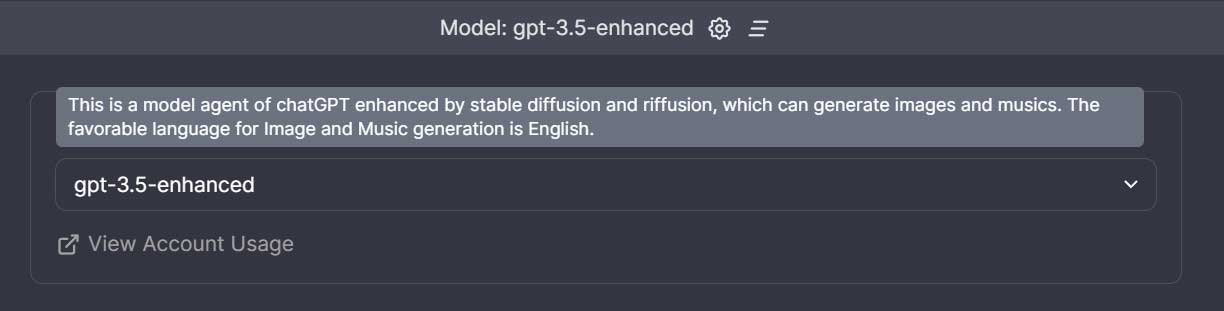 Model: gpt-3.5-enhanced
This is a model agent of chatGPT enhanced by stable diffusion and riffusion, which can generate images and musics. The
favorable language for Image and Music generation is English.
gpt-3.5-enhanced
View Account Usage